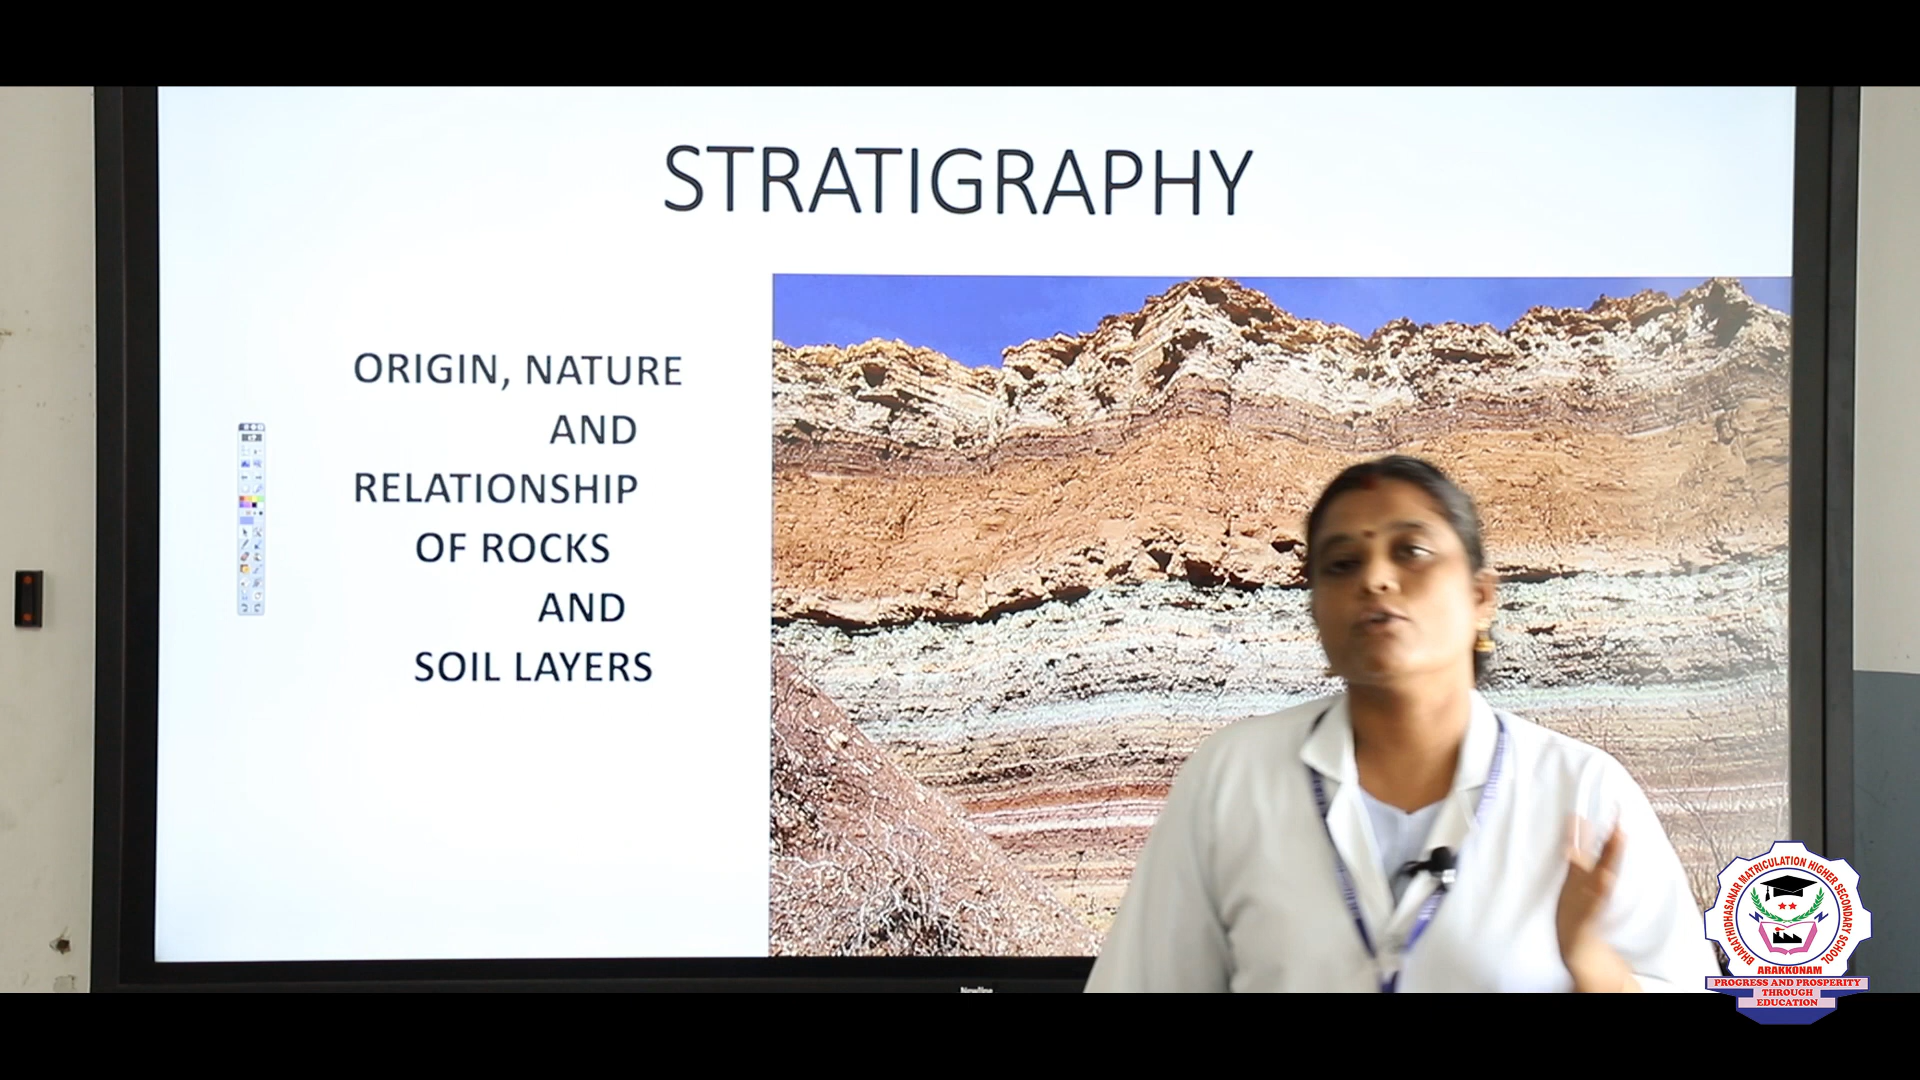 STRATIGRAPHY
ORIGIN, NATURE
AND
RELATIONSHIP
OF ROCKS
AND
SOIL LAYERS
Newline
BHARATHIDHASANAR MATRICULATION HIGHER SECONDARY SCHOOL
ARAKKONAM
PROGRESS AND PROSPERITY
THROUGH
EDUCATION